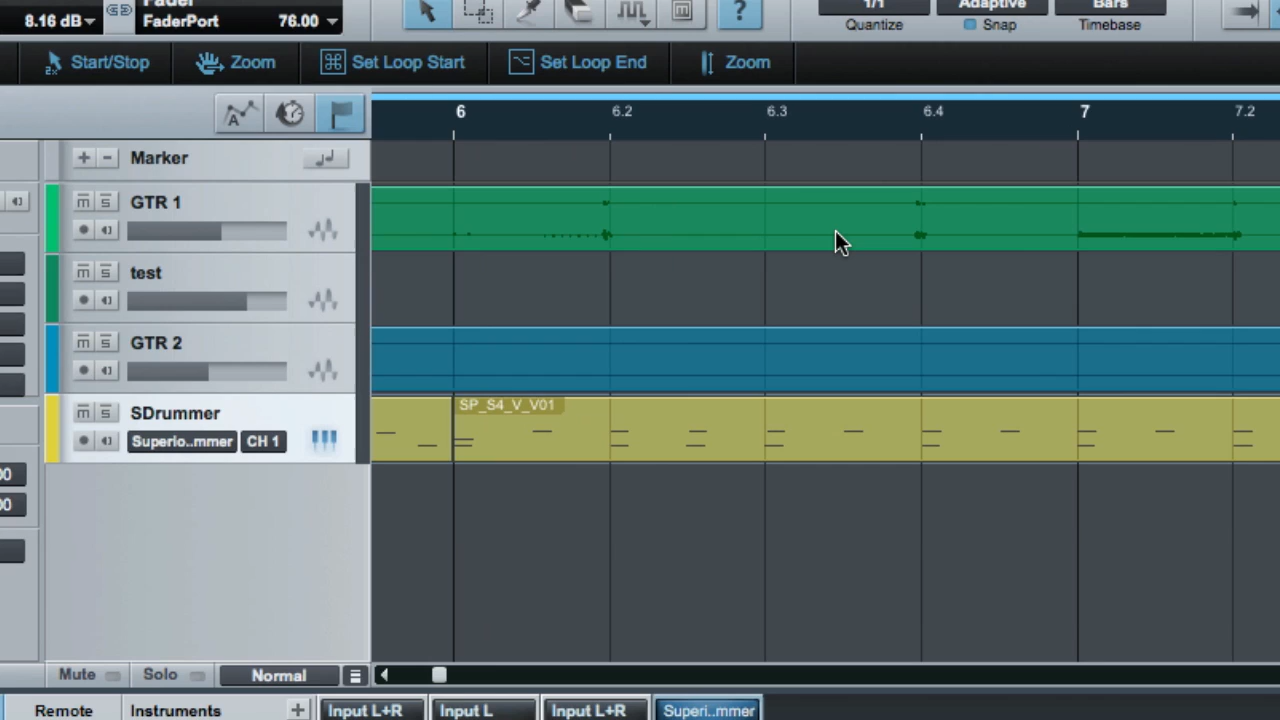 Fader
8.16 dB
FaderPort
76.00
?
1/1
Adaptive
Bars
Quantize
Snap
Timebase
Start/Stop
Zoom
Set Loop Start
Set Loop End
Zoom
A
6
6.2
6.3
6.4
7
7.2
Marker
m s
GTR 1
m s
test
m s
GTR 2
m s
SDrummer
Superio..mmer
CH 1
SP_S4_V_V01
00
00
Mute
Solo
Normal
Remote
Instruments
Input L+R
Input L
Input L+R
Superi..mmer